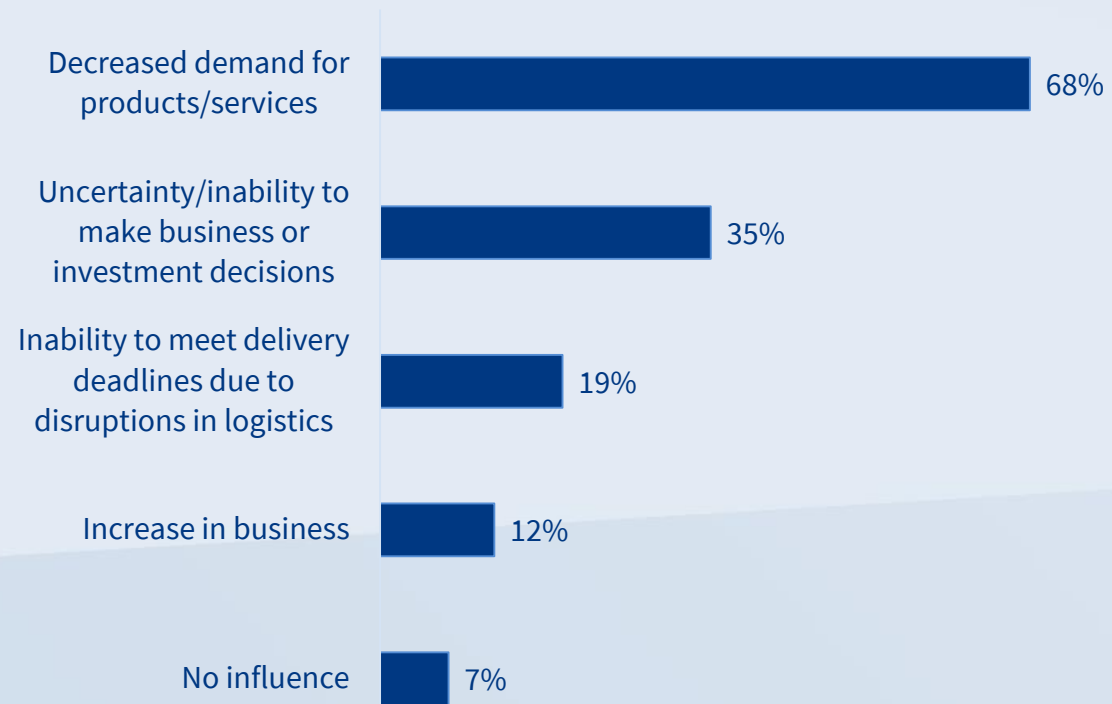 Decreased demand for
products/services
68%
Uncertainty/inability to
make business or
investment decisions
35%
Inability to meet delivery
deadlines due to
disruptions in logistics
19%
Increase in business
12%
No influence
7%